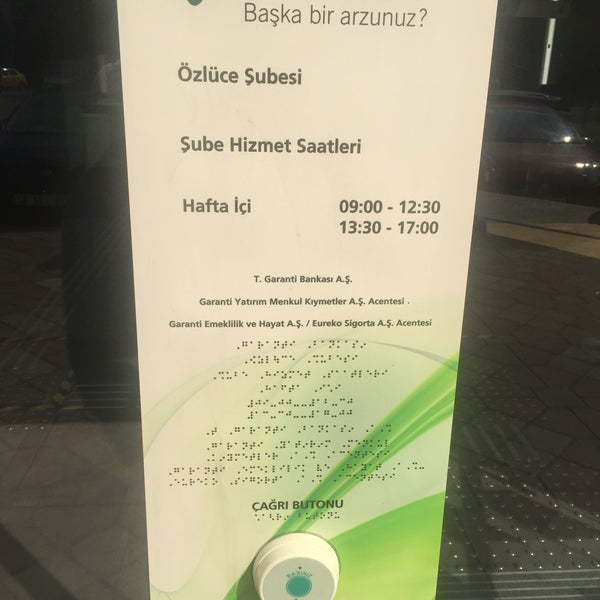 Başka bir arzunuz?
Özlüce Şubesi
Şube Hizmet Saatleri
Hafta İçi 09:00 - 12:30
13:30 - 17:00
T. Garanti Bankası A.Ş.
Garanti Yatırım Menkul Kıymetler A.Ş. Acentesi
Garanti Emeklilik ve Hayat A.Ş. / Eureko Sigorta A.Ş. Acentesi
ÇAĞRI BUTONU
BASINIZ